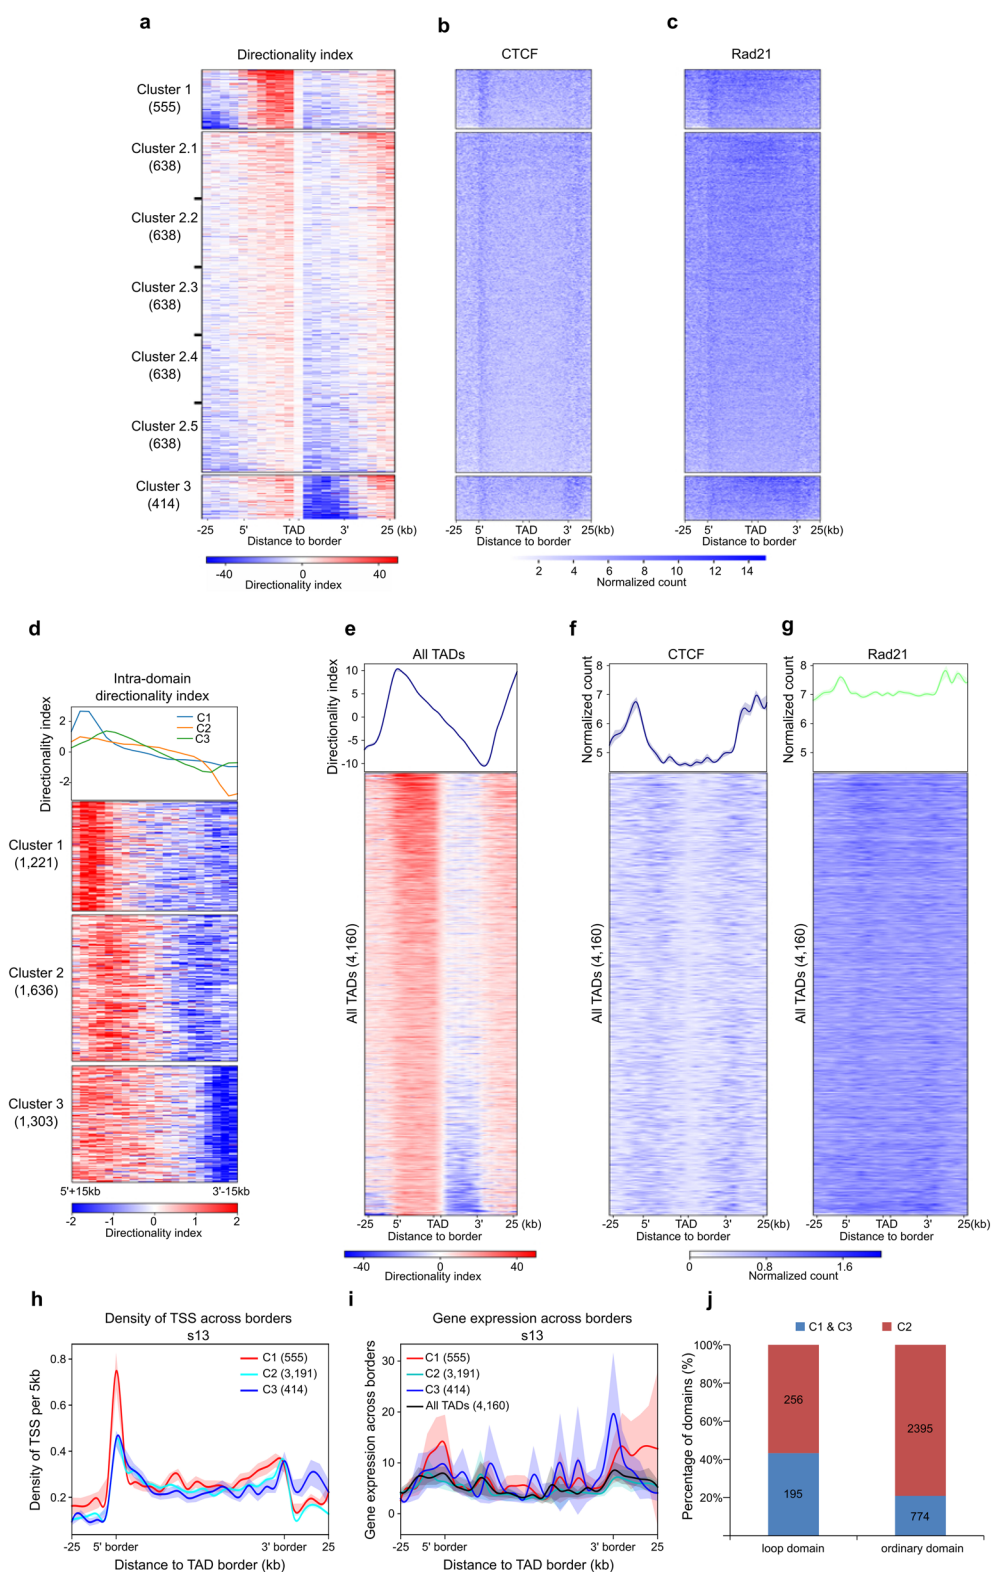 a
Directionality index
Cluster 1
(555)
Cluster 2.1
(638)
Cluster 2.2
(638)
Cluster 2.3
(638)
Cluster 2.4
(638)
Cluster 2.5
(638)
Cluster 3
(414)
-25 5' TAD 3' 25 (kb)
Distance to border
-40 0 40
Directionality index
b
CTCF
-25 5' TAD 3' 25(kb)
Distance to border
c
Rad21
-25 5' TAD 3' 25(kb)
Distance to border
2 4 6 8 10 12 14
Normalized count
d
Intra-domain
directionality index
Directionality index
2
0
-2
C1
C2
C3
Cluster 1
(1,221)
Cluster 2
(1,636)
Cluster 3
(1,303)
5'+15kb 3'-15kb
-2 -1 0 1 2
Directionality index
e
All TADs
Directionality index
10
5
0
-5
-10
All TADs (4,160)
-25 5' TAD 3' 25 (kb)
Distance to border
-40 0 40
Directionality index
f
CTCF
Normalized count
8
7
6
5
All TADs (4,160)
-25 5' TAD 3' 25(kb)
Distance to border
g
Rad21
Normalized count
8
7
6
5
All TADs (4,160)
-25 5' TAD 3' 25(kb)
Distance to border
0 0.8 1.6
Normalized count
h
Density of TSS across borders
s13
Density of TSS per 5kb
0.8
0.6
0.4
0.2
C1 (555)
C2 (3,191)
C3 (414)
-25 5' border 3' border 25
Distance to TAD border (kb)
i
Gene expression across borders
s13
Gene expression across borders
30
20
10
0
C1 (555)
C2 (3,191)
C3 (414)
All TADs (4,160)
-25 5' border 3' border 25
Distance to TAD border (kb)
j
C1 & C3 C2
Percentage of domains (%)
100%
80%
60%
40%
20%
256
195
2395
774
loop domain ordinary domain